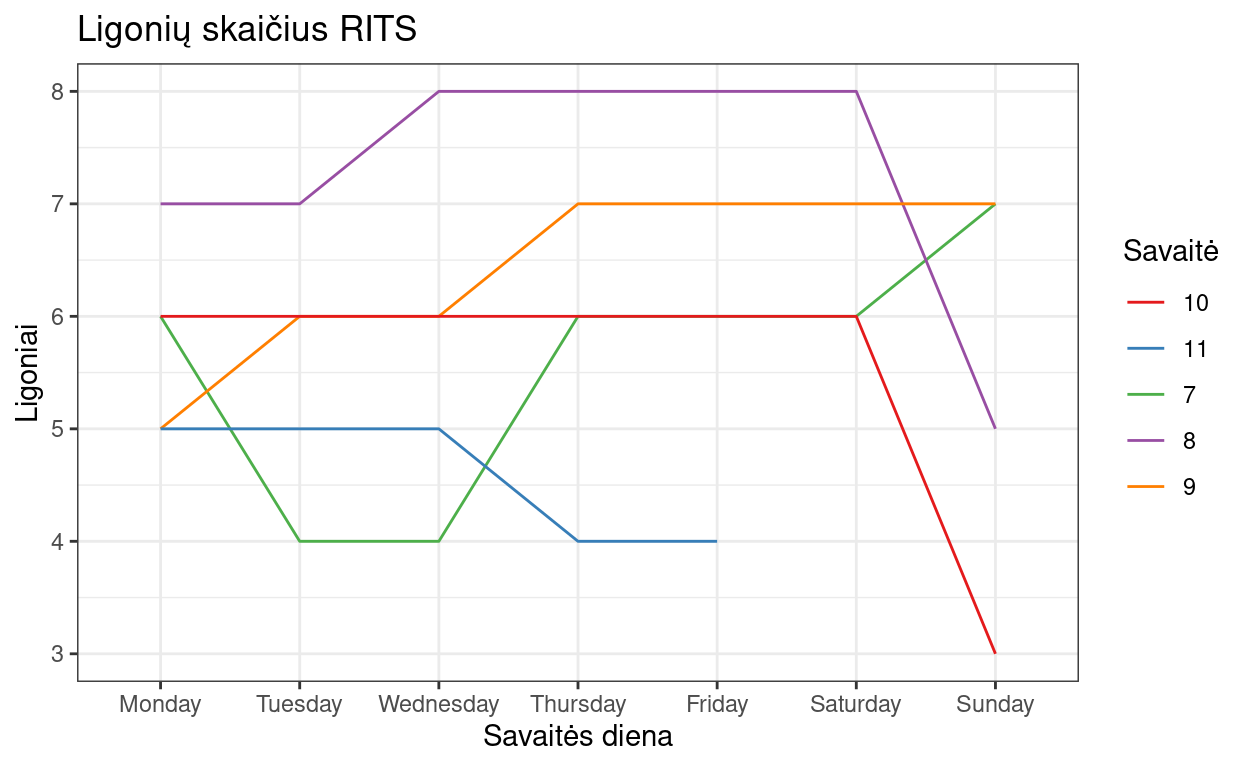 Ligonių skaičius RITS
Ligoniai
8
7
6
5
4
3
Monday Tuesday Wednesday Thursday Friday Saturday Sunday
Savaitės diena
Savaitė
10
11
7
8
9